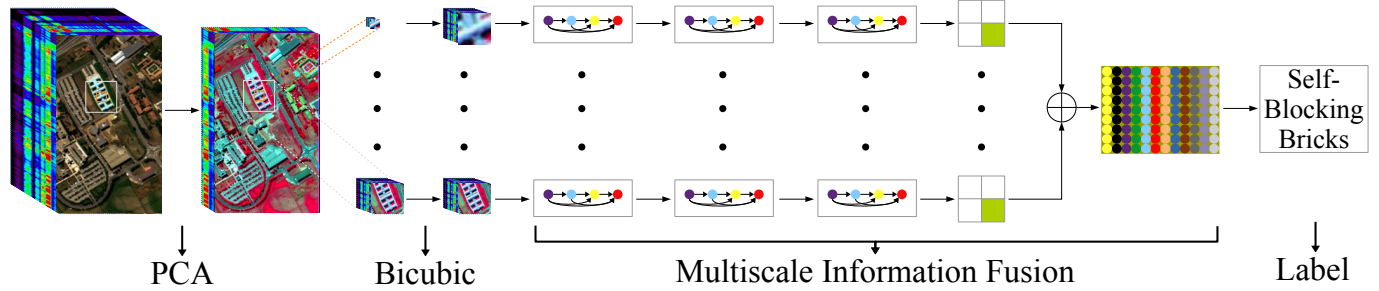 Self-
Blocking
Bricks
PCA
Bicubic
Multiscale Information Fusion
Label